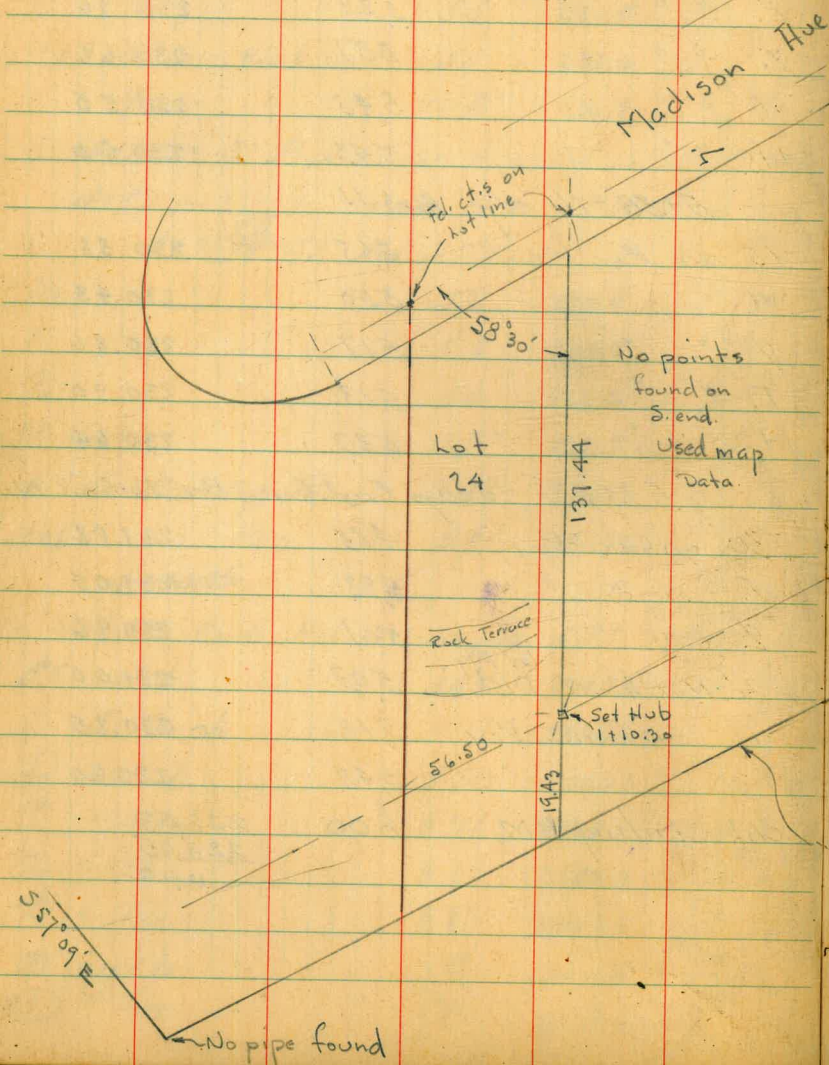 Madison Ave
Fd. ct.s on
Lot line
58°30'
No points
found on
S. end.
Used map
Data.
Lot
24
137.44
Rock Terrace
Set Hub
1+10.30
56.50
19.43
S 57°09' E
No pipe found